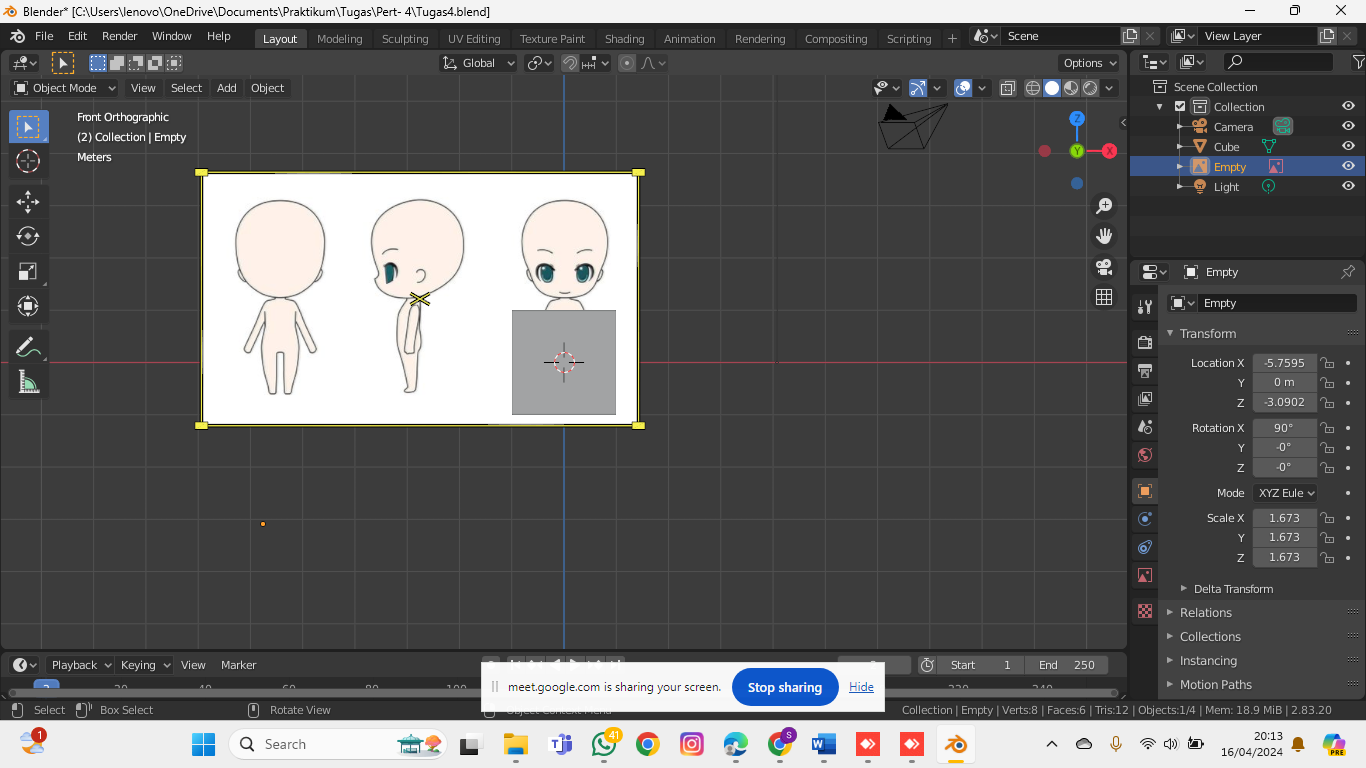 Blender* [C:\Users\lenovo\OneDrive\Documents\Praktikum\Tugas\Pert- 4\Tugas4.blend]
File Edit Render Window Help Layout Modeling Sculpting UV Editing Texture Paint Shading Animation Rendering Compositing Scripting + Scene View Layer
Global Options
Object Mode View Select Add Object
Front Orthographic
(2) Collection | Empty
Meters
Z
Y
X
Scene Collection
Collection
Camera
Cube
Empty
Light
Empty
Empty
Transform
Location X -5.7595
Y 0 m
Z -3.0902
Rotation X 90°
Y -0°
Z -0°
Mode XYZ Eule
Scale X 1.673
Y 1.673
Z 1.673
Delta Transform
Relations
Collections
Instancing
Motion Paths
Playback Keying View Marker Start 1 End 250
meet.google.com is sharing your screen. Stop sharing Hide
Select Box Select Rotate View Object Context Menu Collection | Empty | Verts:8 | Faces:6 | Tris:12 | Objects:1/4 | Mem: 18.9 MiB | 2.83.20
1 Search 41 S 20:13 PRE
16/04/2024